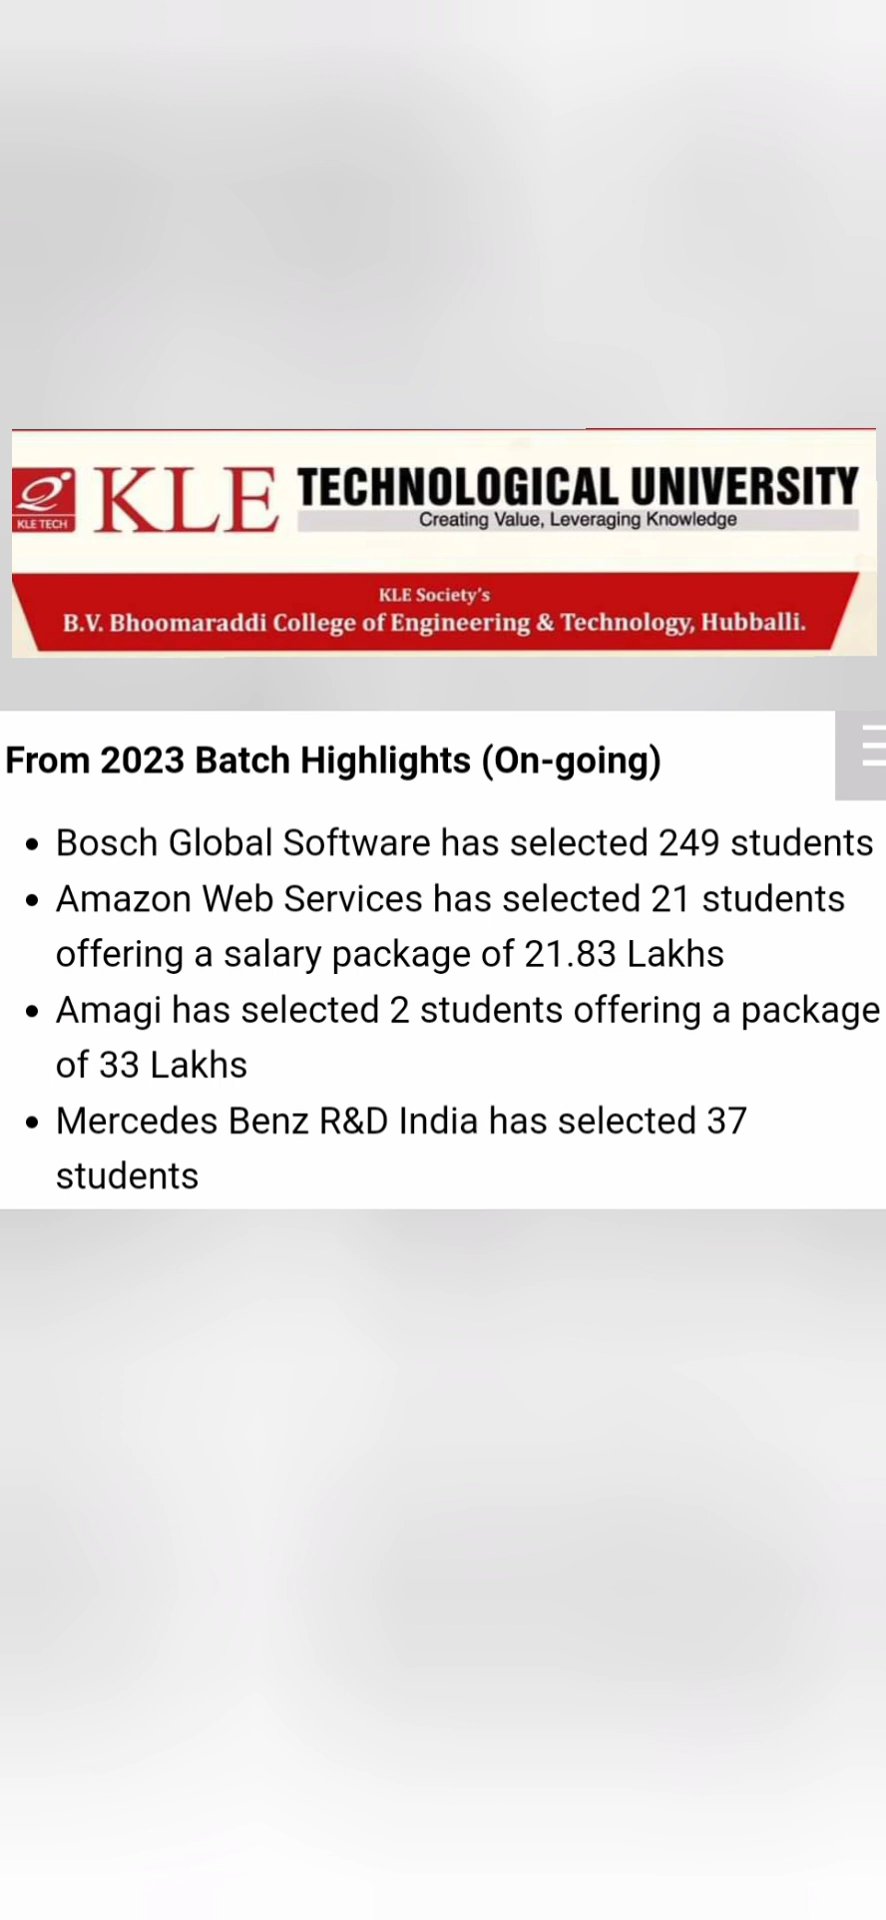 KLE TECH
KLE
TECHNOLOGICAL UNIVERSITY
Creating Value, Leveraging Knowledge
KLE Society's
B.V. Bhoomaraddi College of Engineering & Technology, Hubballi.
From 2023 Batch Highlights (On-going)
• Bosch Global Software has selected 249 students
• Amazon Web Services has selected 21 students
offering a salary package of 21.83 Lakhs
• Amagi has selected 2 students offering a package
of 33 Lakhs
• Mercedes Benz R&D India has selected 37
students